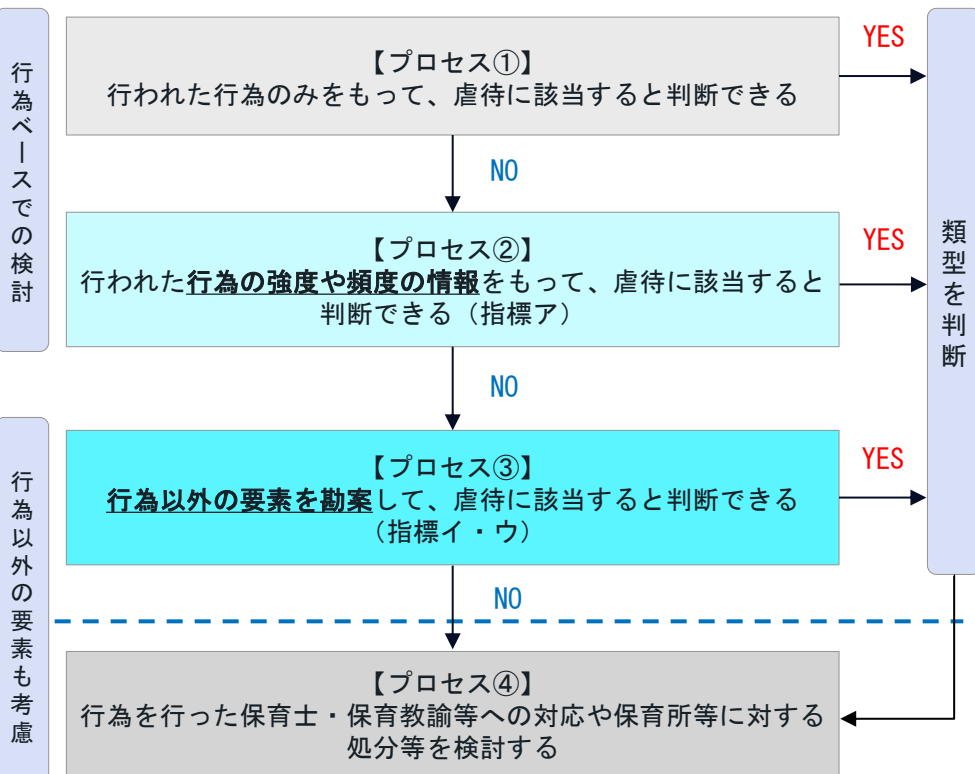 行為ベースでの検討
【プロセス①】
行われた行為のみをもって、虐待に該当すると判断できる
YES
NO
【プロセス②】
行われた行為の強度や頻度の情報をもって、虐待に該当すると
判断できる（指標ア）
YES
類型を判断
NO
行為以外の要素も考慮
【プロセス③】
行為以外の要素を勘案して、虐待に該当すると判断できる
（指標イ・ウ）
YES
NO
【プロセス④】
行為を行った保育士・保育教諭等への対応や保育所等に対する
処分等を検討する